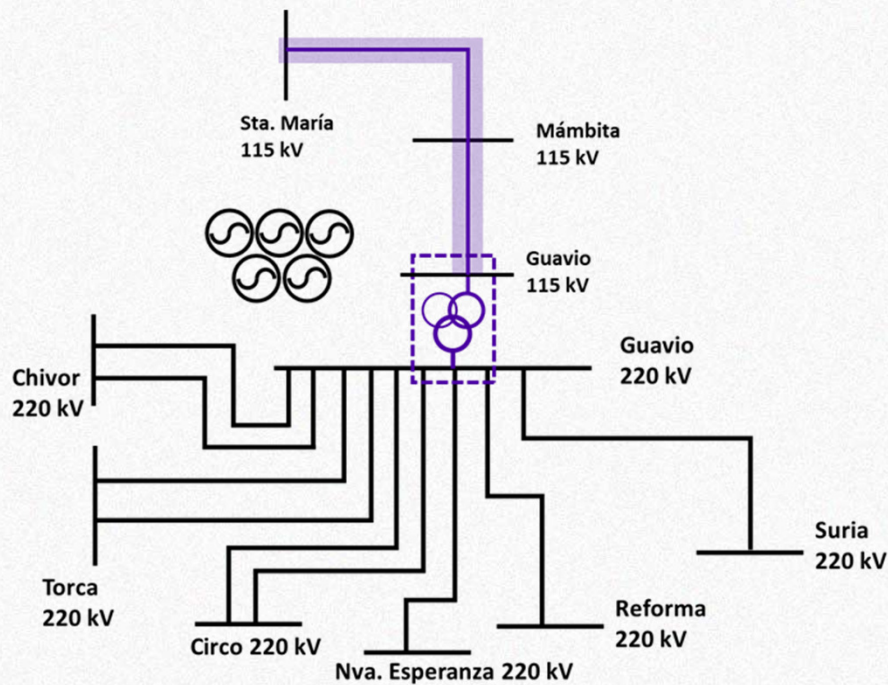 Sta. María
115 kV
Mámbita
115 kV
Guavio
115 kV
Guavio
220 kV
Chivor
220 kV
Suria
220 kV
Torca
220 kV
Reforma
220 kV
Circo 220 kV
Nva. Esperanza 220 kV